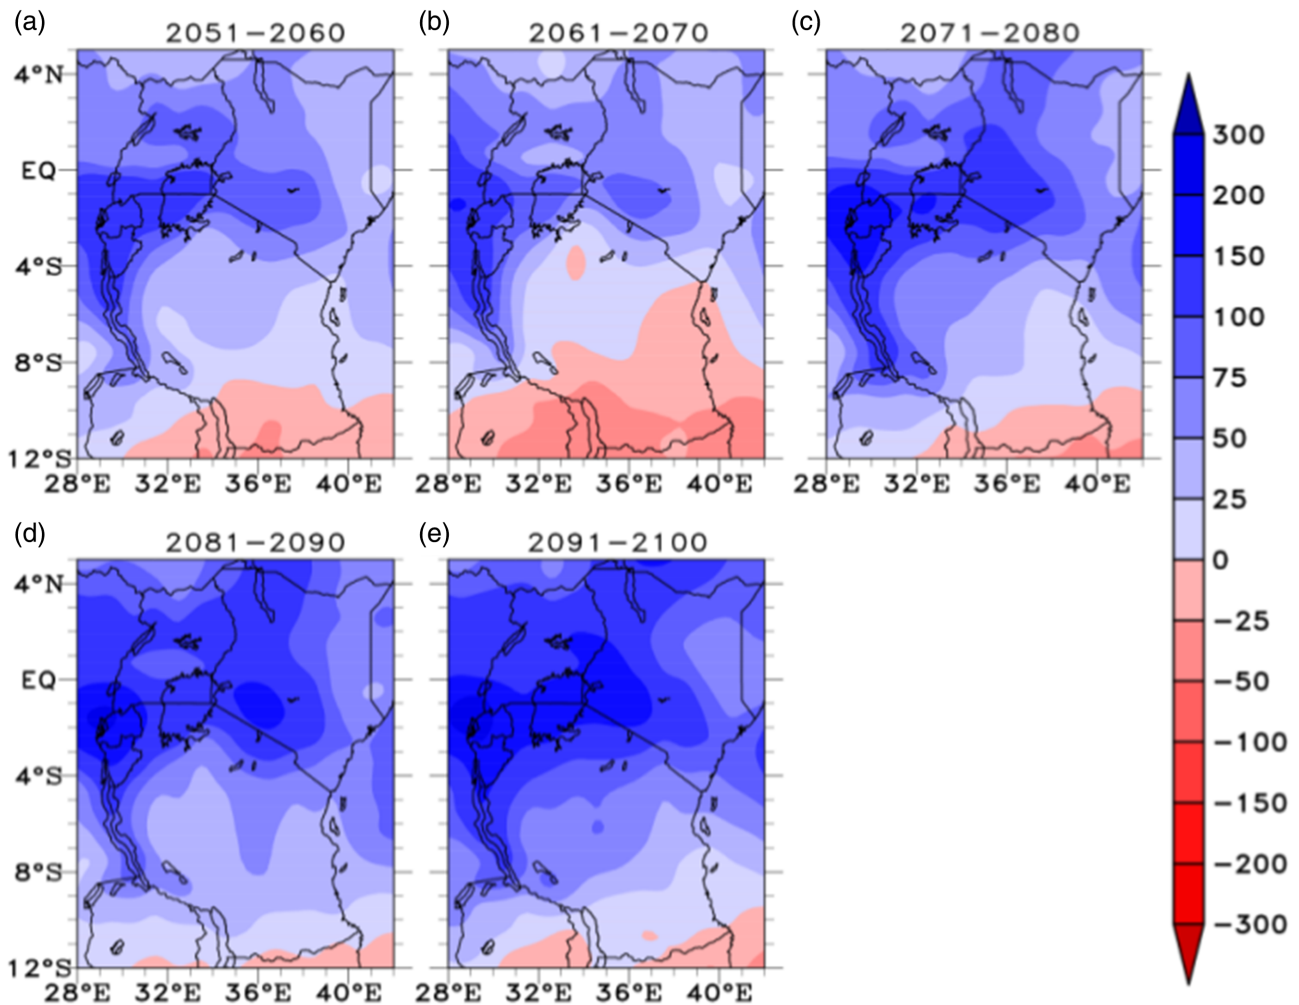 (a) 2051−2060 (b) 2061−2070 (c) 2071−2080
4°N
EQ
4°S
8°S
12°S
28°E 32°E 36°E 40°E 28°E 32°E 36°E 40°E 28°E 32°E 36°E 40°E
(d) 2081−2090 (e) 2091−2100
4°N
EQ
4°S
8°S
12°S
28°E 32°E 36°E 40°E 28°E 32°E 36°E 40°E
300
200
150
100
75
50
25
0
−25
−50
−100
−150
−200
−300